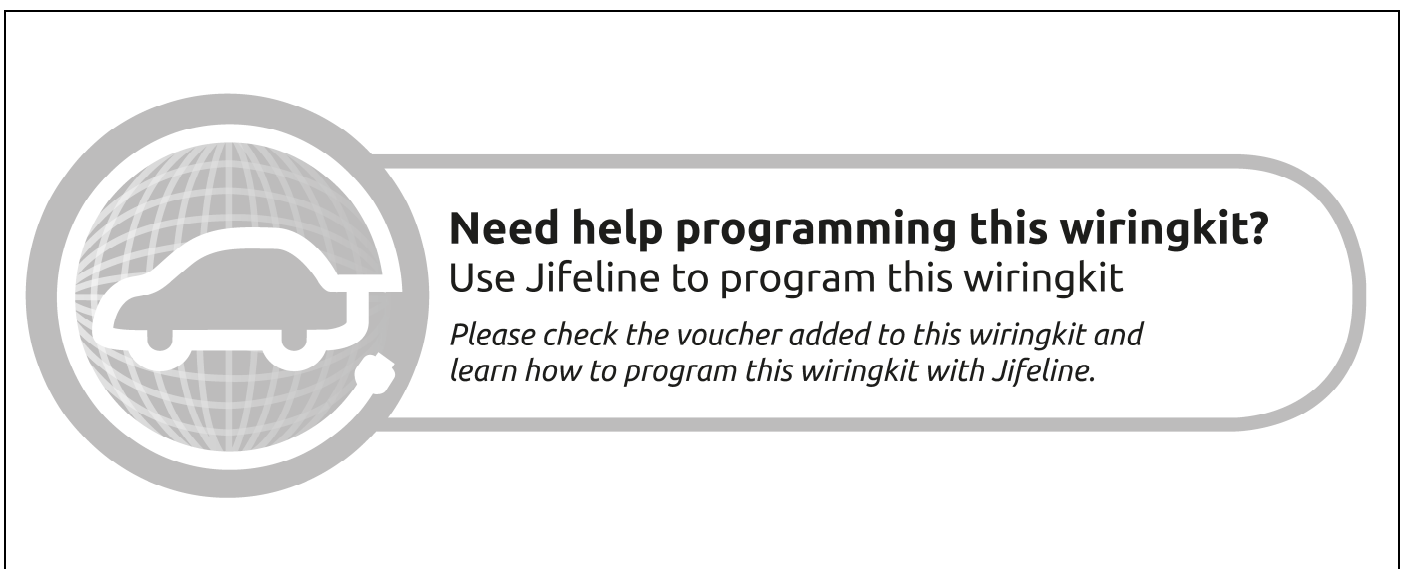 Need help programming this wiringkit?
Use Jifeline to program this wiringkit
Please check the voucher added to this wiringkit and
learn how to program this wiringkit with Jifeline.